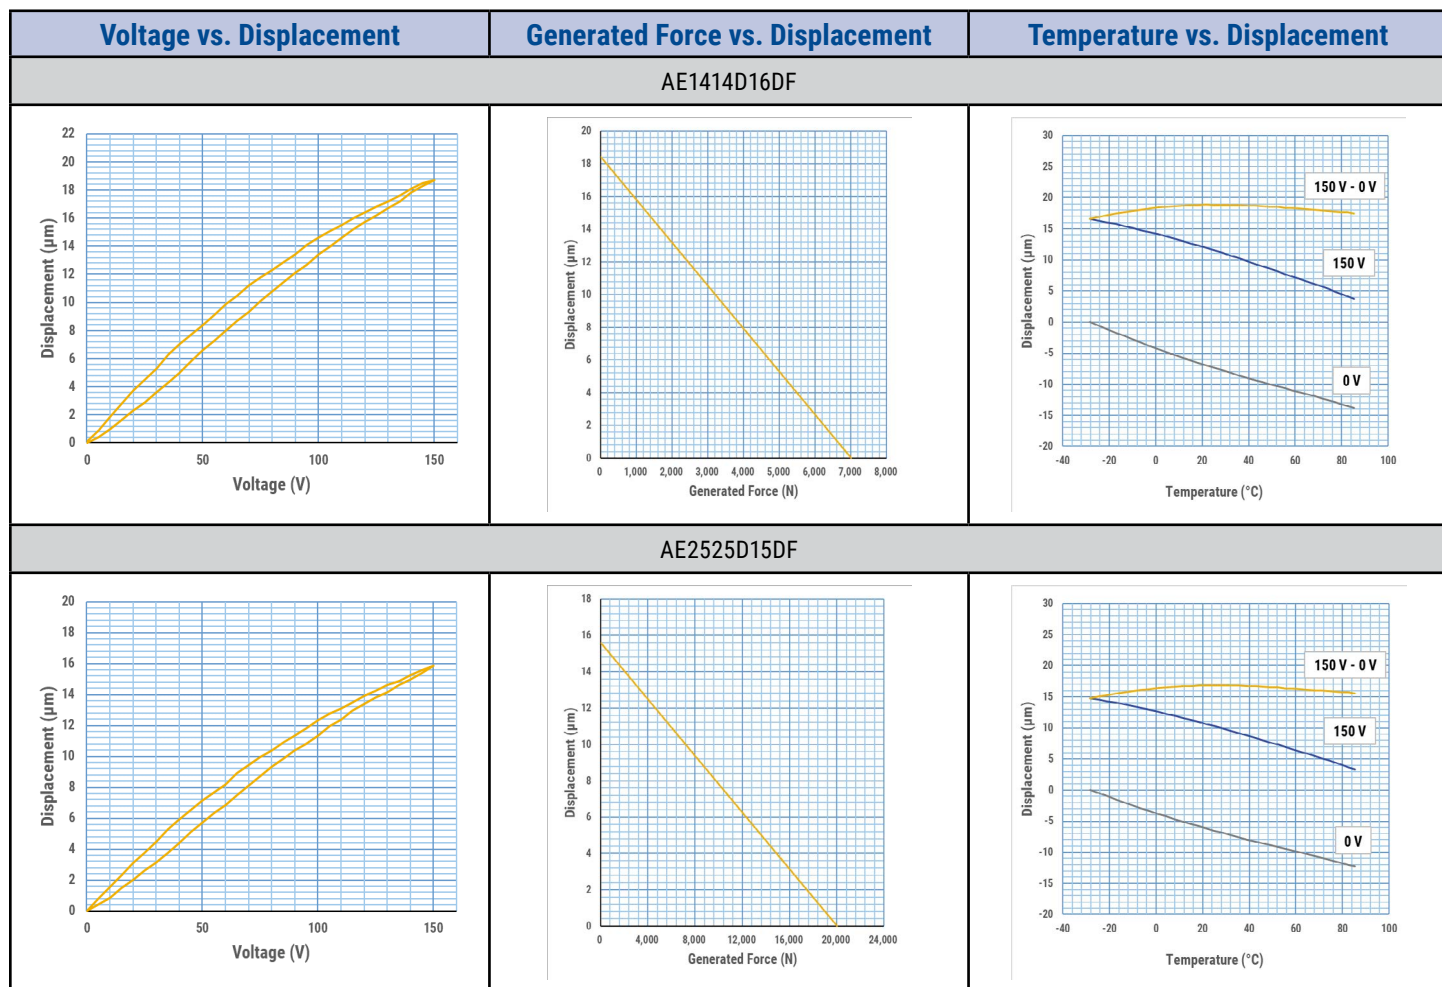 Voltage vs. Displacement
Generated Force vs. Displacement
Temperature vs. Displacement
AE1414D16DF
22
20
18
16
14
12
10
8
6
4
2
0
Displacement (µm)
0 50 100 150
Voltage (V)
20
18
16
14
12
10
8
6
4
2
0
Displacement (µm)
0 1,000 2,000 3,000 4,000 5,000 6,000 7,000 8,000
Generated Force (N)
30
25
20
15
10
5
0
-5
-10
-15
-20
Displacement (µm)
150 V - 0 V
150 V
0 V
-40 -20 0 20 40 60 80 100
Temperature (°C)
AE2525D15DF
20
18
16
14
12
10
8
6
4
2
0
Displacement (µm)
0 50 100 150
Voltage (V)
18
16
14
12
10
8
6
4
2
0
Displacement (µm)
0 4,000 8,000 12,000 16,000 20,000 24,000
Generated Force (N)
30
25
20
15
10
5
0
-5
-10
-15
-20
Displacement (µm)
150 V - 0 V
150 V
0 V
-40 -20 0 20 40 60 80 100
Temperature (°C)